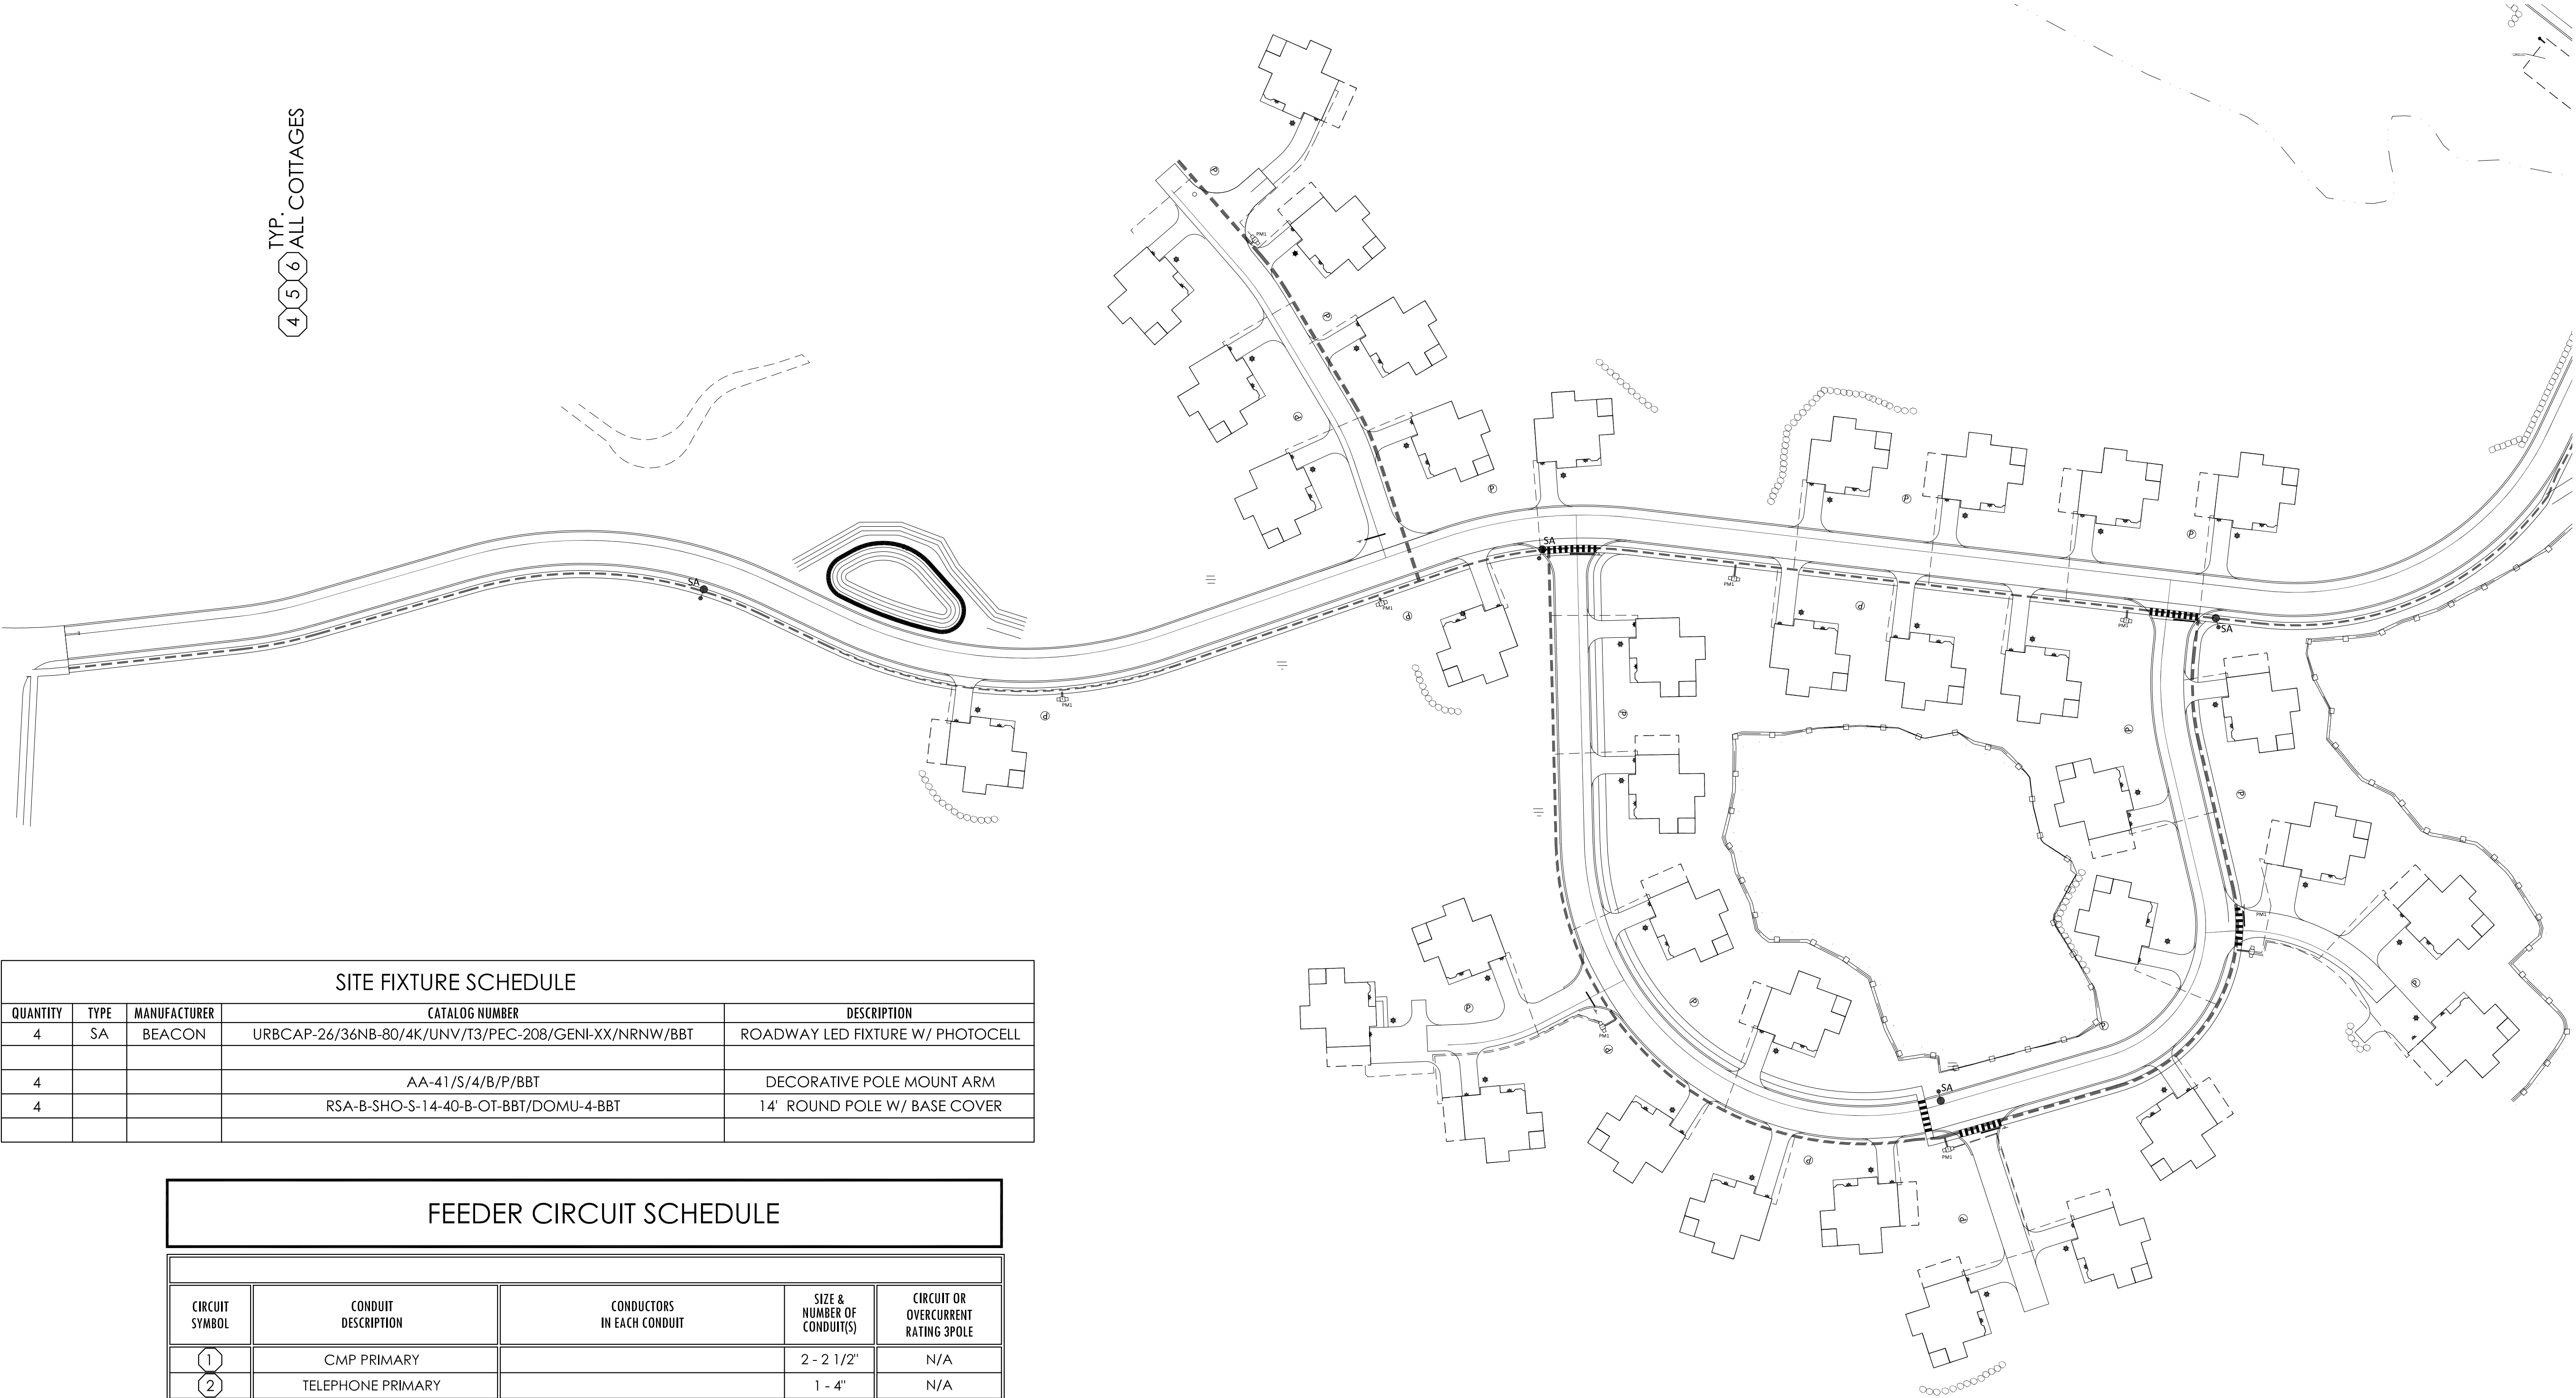 TYP.
4 5 6 ALL COTTAGES
P
PM1
P
P
P
SA
P
P
SA
PM1
PM1
P
P
PM1
SA
SA
PM1
P
P
P
P
P
PM1
P
P
P
P
PM1
P
SA
P
PM1
P
SITE FIXTURE SCHEDULE
QUANTITY TYPE MANUFACTURER CATALOG NUMBER DESCRIPTION
4 SA BEACON URBCAP-26/36NB-80/4K/UNV/T3/PEC-208/GENI-XX/NRNW/BBT ROADWAY LED FIXTURE W/ PHOTOCELL
4 AA-41/S/4/B/P/BBT DECORATIVE POLE MOUNT ARM
4 RSA-B-SHO-S-14-40-B-OT-BBT/DOMU-4-BBT 14' ROUND POLE W/ BASE COVER
FEEDER CIRCUIT SCHEDULE
CIRCUIT SYMBOL CONDUIT DESCRIPTION CONDUCTORS IN EACH CONDUIT SIZE & NUMBER OF CONDUIT(S) CIRCUIT OR OVERCURRENT RATING 3POLE
1 CMP PRIMARY 2 - 2 1/2" N/A
2 TELEPHONE PRIMARY 1 - 4" N/A